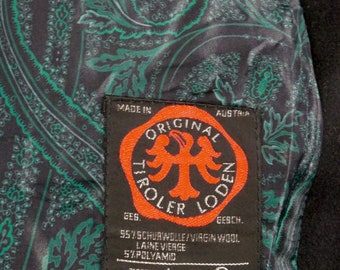 MADE IN AUSTRIA
ORIGINAL
TIROLER LODEN
GES. GESCH.
95% SCHURWOLLE/VIRGIN WOOL
LAINE VIERGE
5% POLYAMID